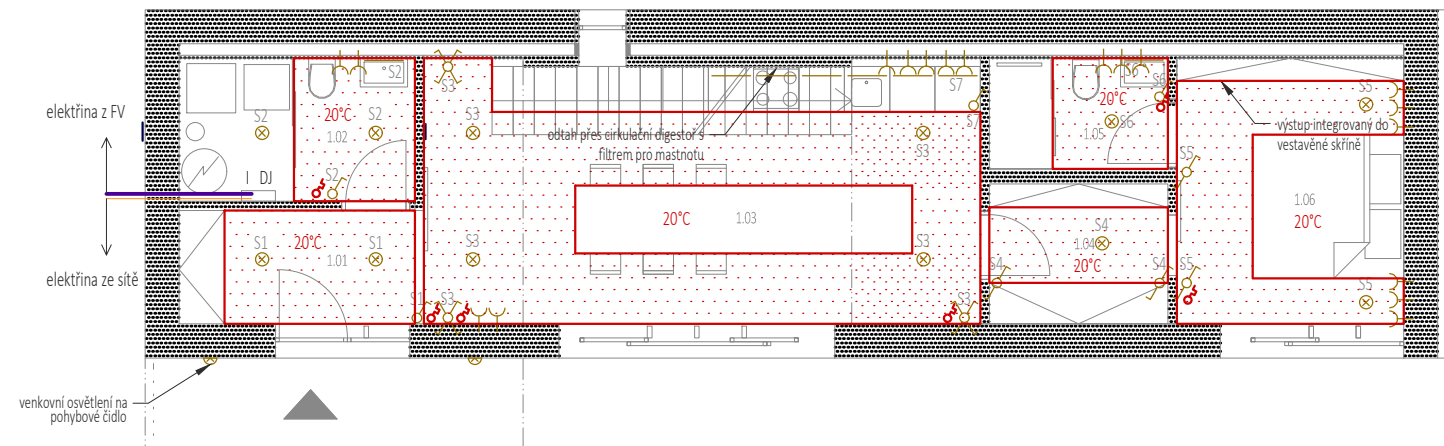 elektřina z FV
elektřina ze sítě
venkovní osvětlení na
pohybové čidlo
S2
DJ
20°C
1.02
S2
S2
S2
S1
20°C
1.01
S1
S1
S3
S3
S3
S3
odtah přes cirkulační digestoř s
filtrem pro mastnotu
20°C
1.03
S7
S7
S3
S3
S3
S6
S6
20°C
1.05
S6
S4
1.04
20°C
S4
S4
S5
výstup integrovaný do
vestavěné skříně
S5
1.06
20°C
S5
S5